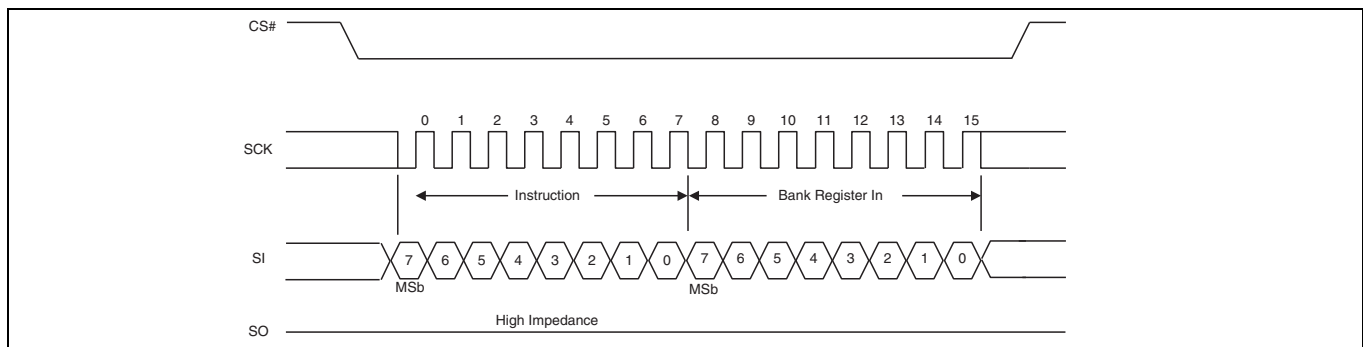 CS#
0 1 2 3 4 5 6 7 8 9 10 11 12 13 14 15
SCK
Instruction Bank Register In
SI 7 6 5 4 3 2 1 0 7 6 5 4 3 2 1 0
MSb MSb
High Impedance
SO